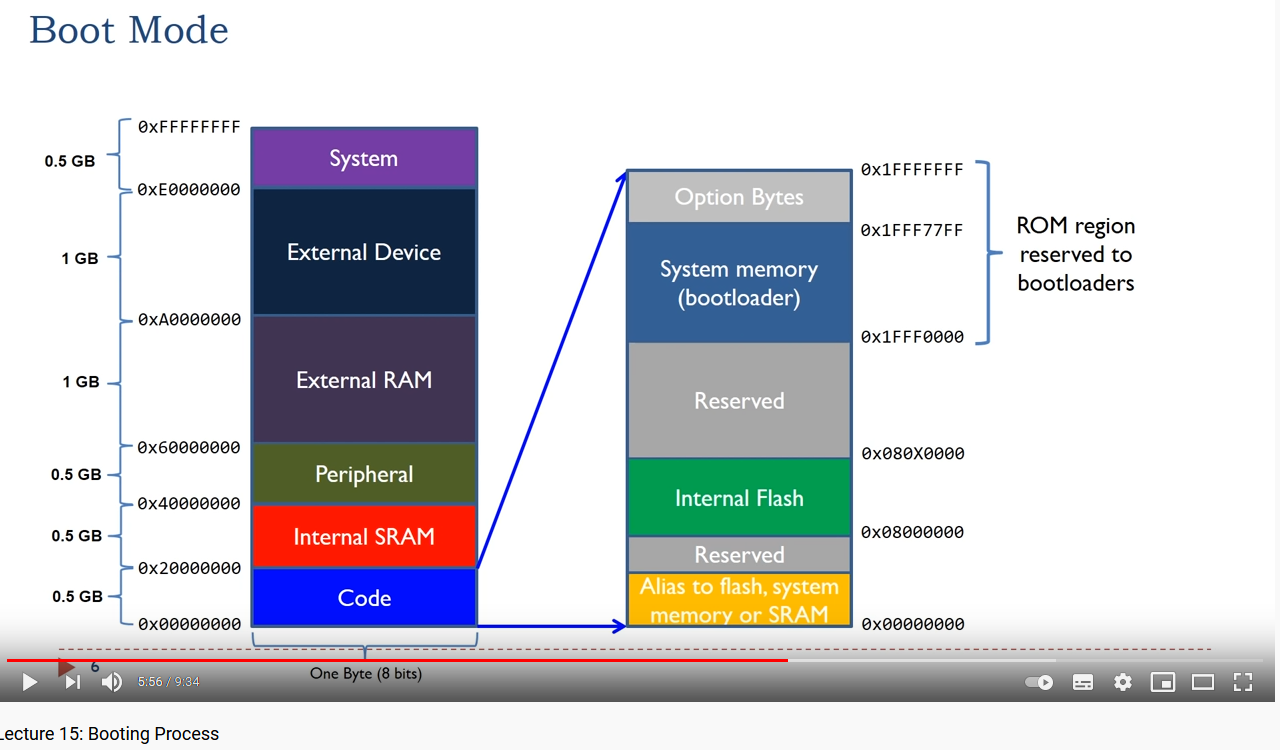 Boot Mode
0xFFFFFFFF
0.5 GB
System
0xE0000000
1 GB
External Device
0xA0000000
1 GB
External RAM
0x60000000
0.5 GB
Peripheral
0x40000000
0.5 GB
Internal SRAM
0x20000000
0.5 GB
Code
0x00000000
One Byte (8 bits)
0x1FFFFFFF
Option Bytes
0x1FFF77FF
System memory
(bootloader)
0x1FFF0000
ROM region
reserved to
bootloaders
Reserved
0x080X0000
Internal Flash
0x08000000
Reserved
Alias to flash, system
memory or SRAM
0x00000000
6
5:56 / 9:34
Lecture 15: Booting Process